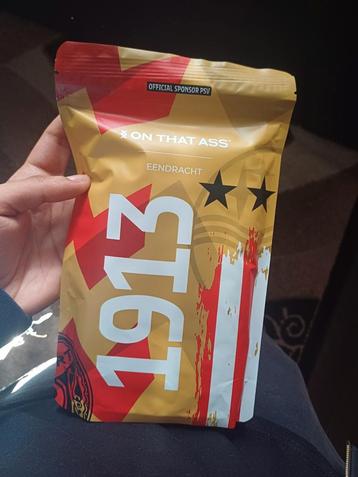 OFFICIAL SPONSOR PSV
ON THAT ASS
EENDRACHT
1913